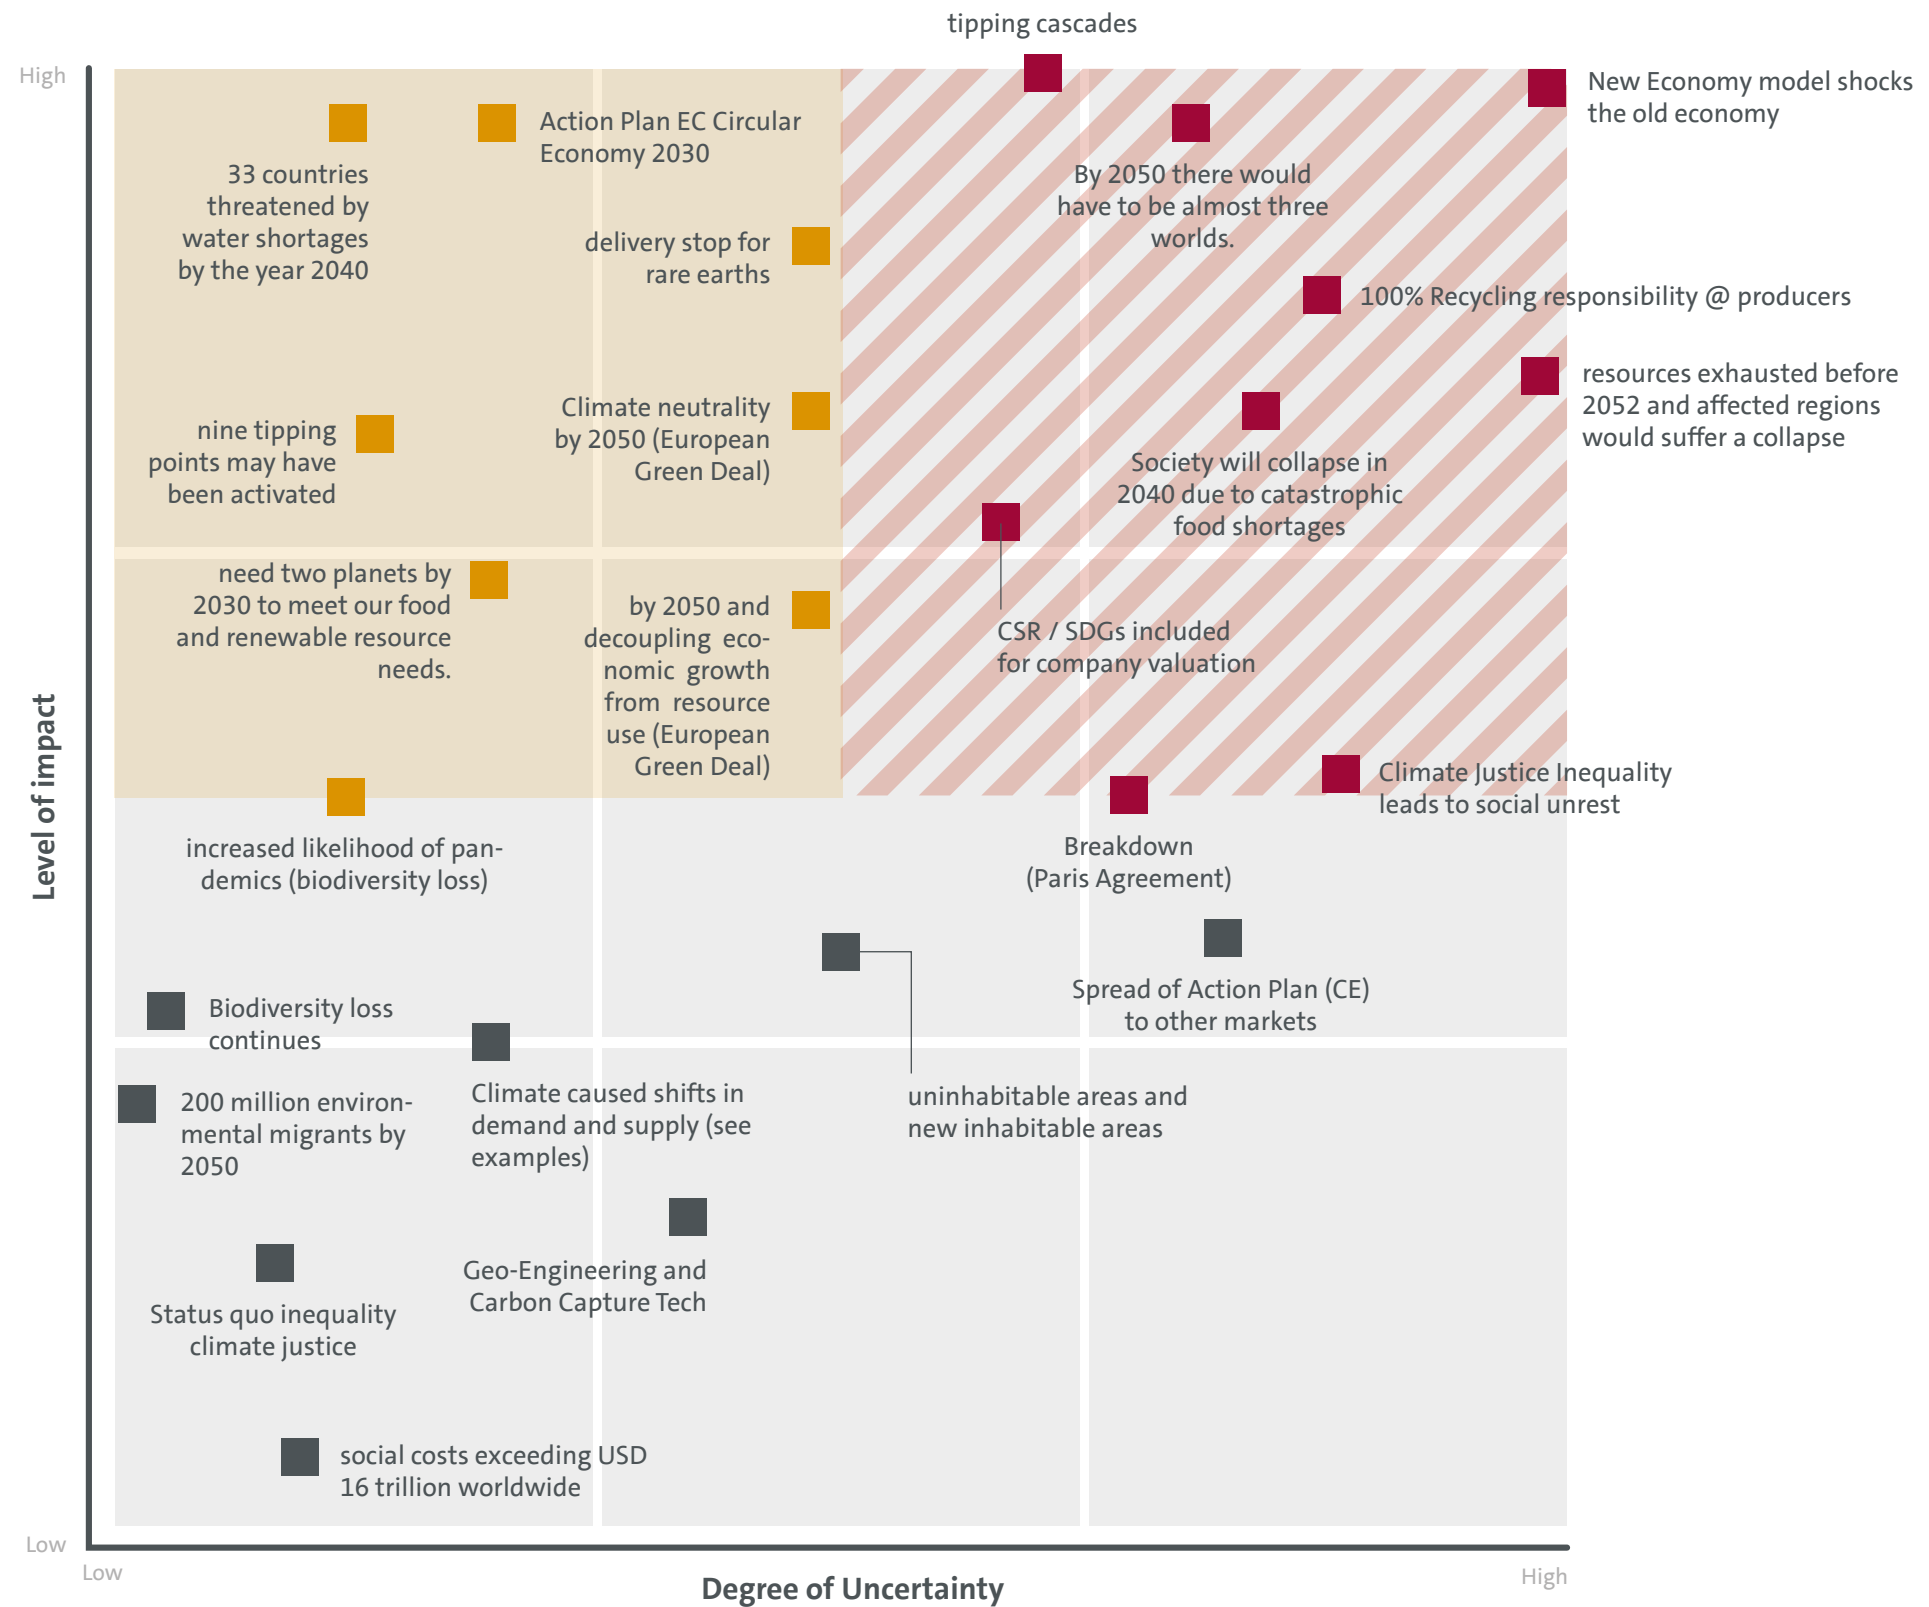 tipping cascades
High
New Economy model shocks
the old economy
Action Plan EC Circular
Economy 2030
33 countries
threatened by
water shortages
by the year 2040
By 2050 there would
have to be almost three
worlds.
delivery stop for
rare earths
100% Recycling responsibility @ producers
resources exhausted before
2052 and affected regions
would suffer a collapse
Climate neutrality
by 2050 (European
Green Deal)
nine tipping
points may have
been activated
Society will collapse in
2040 due to catastrophic
food shortages
need two planets by
2030 to meet our food
and renewable resource
needs.
by 2050 and
decoupling eco-
nomic growth
from resource
use (European
Green Deal)
CSR / SDGs included
for company valuation
Level of impact
Climate Justice Inequality
leads to social unrest
increased likelihood of pan-
demics (biodiversity loss)
Breakdown
(Paris Agreement)
Spread of Action Plan (CE)
to other markets
Biodiversity loss
continues
200 million environ-
mental migrants by
2050
Climate caused shifts in
demand and supply (see
examples)
uninhabitable areas and
new inhabitable areas
Geo-Engineering and
Carbon Capture Tech
Status quo inequality
climate justice
social costs exceeding USD
16 trillion worldwide
Low
Low
Degree of Uncertainty
High